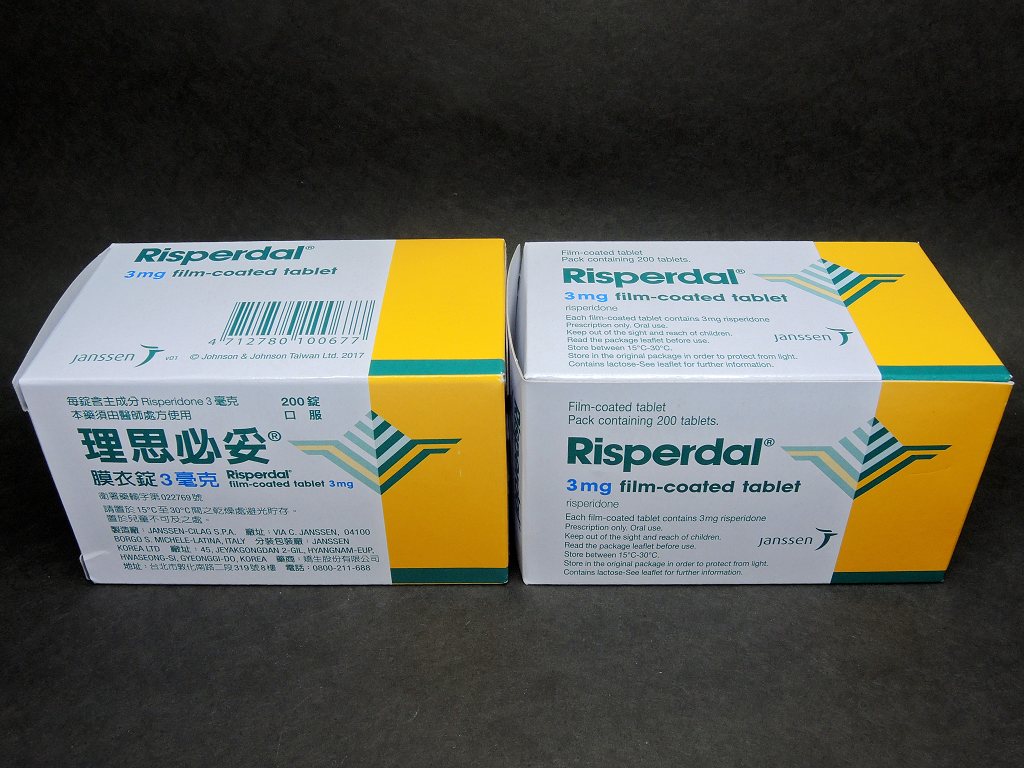 Risperdal®
3mg film-coated tablet
4 712780 100677
janssen v01 © Johnson & Johnson Taiwan Ltd. 2017
每錠含主成分 Risperidone 3 毫克 200 錠
本藥須由醫師處方使用 口 服
理思必妥®
膜衣錠 3 毫克 Risperdal®
film-coated tablet 3mg
衛署藥輸字第 022769 號
請置於 15°C 至 30°C 間之乾燥處避光貯存。
置於兒童不可及之處。
製造廠：JANSSEN-CILAG S.P.A. 廠址：VIA C. JANSSEN, 04100
BORGO S. MICHELE-LATINA, ITALY 分裝包裝廠：JANSSEN
KOREA LTD 廠址：45, JEYAKGONGDAN 2-GIL, HYANGNAM-EUP,
HWASEONG-SI, GYEONGGI-DO, KOREA 藥商：嬌生股份有限公司
地址：台北市敦化南路二段 319 號 8 樓 電話：0800-211-688
Film-coated tablet
Pack containing 200 tablets.
Risperdal®
3mg film-coated tablet
risperidone
Each film-coated tablet contains 3mg risperidone
Prescription only. Oral use.
Keep out of the sight and reach of children.
Read the package leaflet before use.
Store between 15°C-30°C.
Store in the original package in order to protect from light.
Contains lactose-See leaflet for further information.
janssen
Film-coated tablet
Pack containing 200 tablets.
Risperdal®
3mg film-coated tablet
risperidone
Each film-coated tablet contains 3mg risperidone
Prescription only. Oral use.
Keep out of the sight and reach of children.
Read the package leaflet before use.
Store between 15°C-30°C.
Store in the original package in order to protect from light.
Contains lactose-See leaflet for further information.
janssen